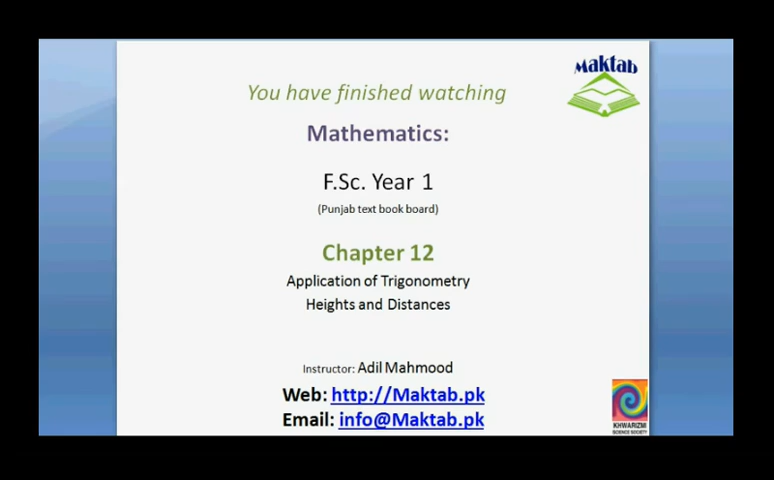 Maktab
You have finished watching
Mathematics:
F.Sc. Year 1
(Punjab text book board)
Chapter 12
Application of Trigonometry
Heights and Distances
Instructor: Adil Mahmood
Web: http://Maktab.pk
Email: info@Maktab.pk
KHWARIZMI
SCIENCE SOCIETY